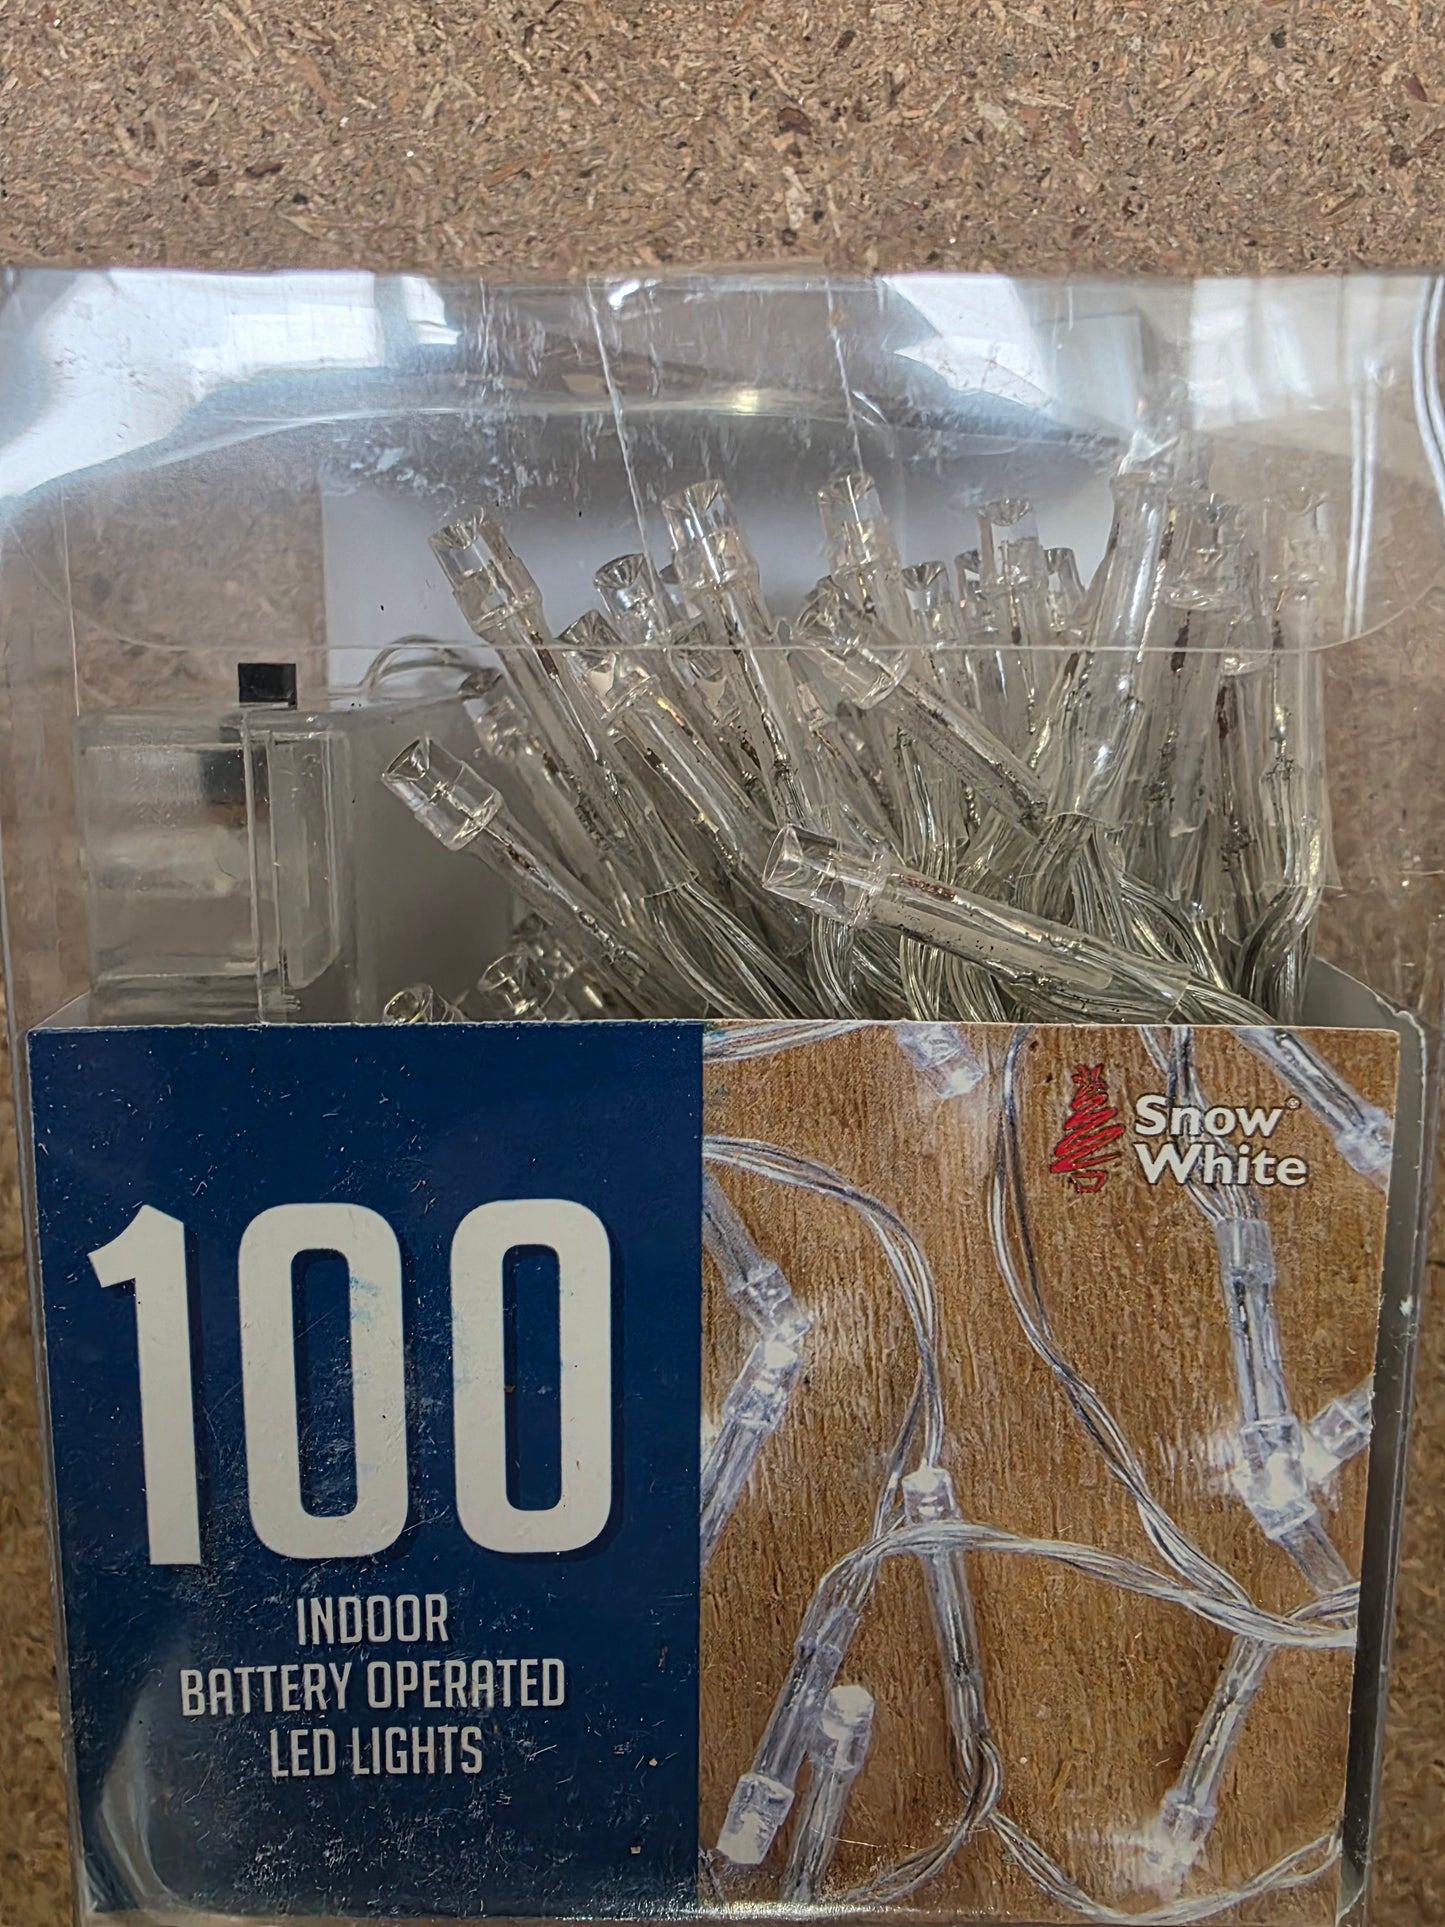 Snow®
White
100
INDOOR
BATTERY OPERATED
LED LIGHTS